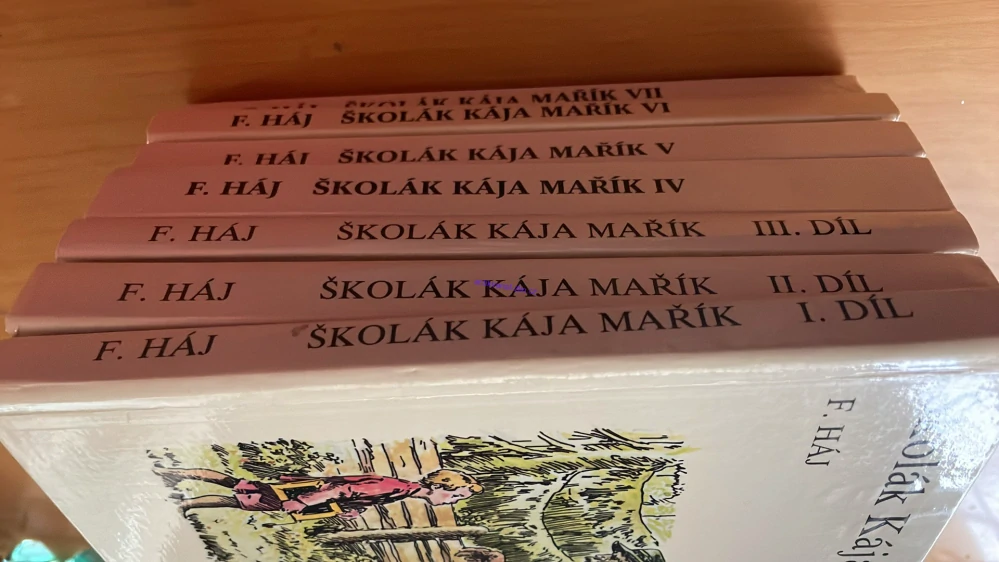 F. HÁJ ŠKOLÁK KÁJA MAŘÍK VII
F. HÁJ ŠKOLÁK KÁJA MAŘÍK VI
F. HÁJ ŠKOLÁK KÁJA MAŘÍK V
F. HÁJ ŠKOLÁK KÁJA MAŘÍK IV
F. HÁJ ŠKOLÁK KÁJA MAŘÍK III. DÍL
F. HÁJ ŠKOLÁK KÁJA MAŘÍK II. DÍL
F. HÁJ ŠKOLÁK KÁJA MAŘÍK I. DÍL
F. HÁJ